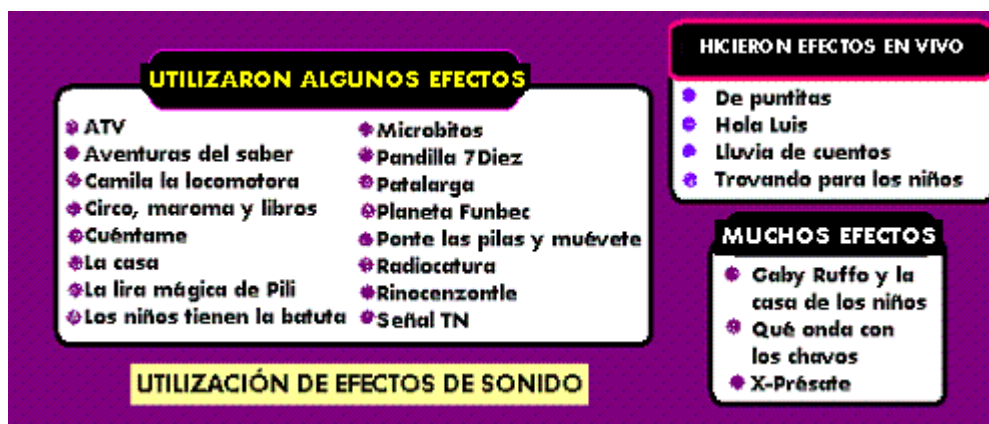 UTILIZARON ALGUNOS EFECTOS
ATV
Aventuras del saber
Camila la locomotora
Circo, maroma y libros
Cuéntame
La casa
La lira mágica de Pili
Los niños tienen la batuta
Microbitos
Pandilla 7Diez
Patalarga
Planeta Funbec
Ponte las pilas y muévete
Radiocatura
Rinocenzontle
Señal TN
HICIERON EFECTOS EN VIVO
De puntitas
Hola Luis
Lluvia de cuentos
Trovando para los niños
MUCHOS EFECTOS
Gaby Ruffo y la
casa de los niños
Qué onda con
los chavos
X-Présate
UTILIZACIÓN DE EFECTOS DE SONIDO